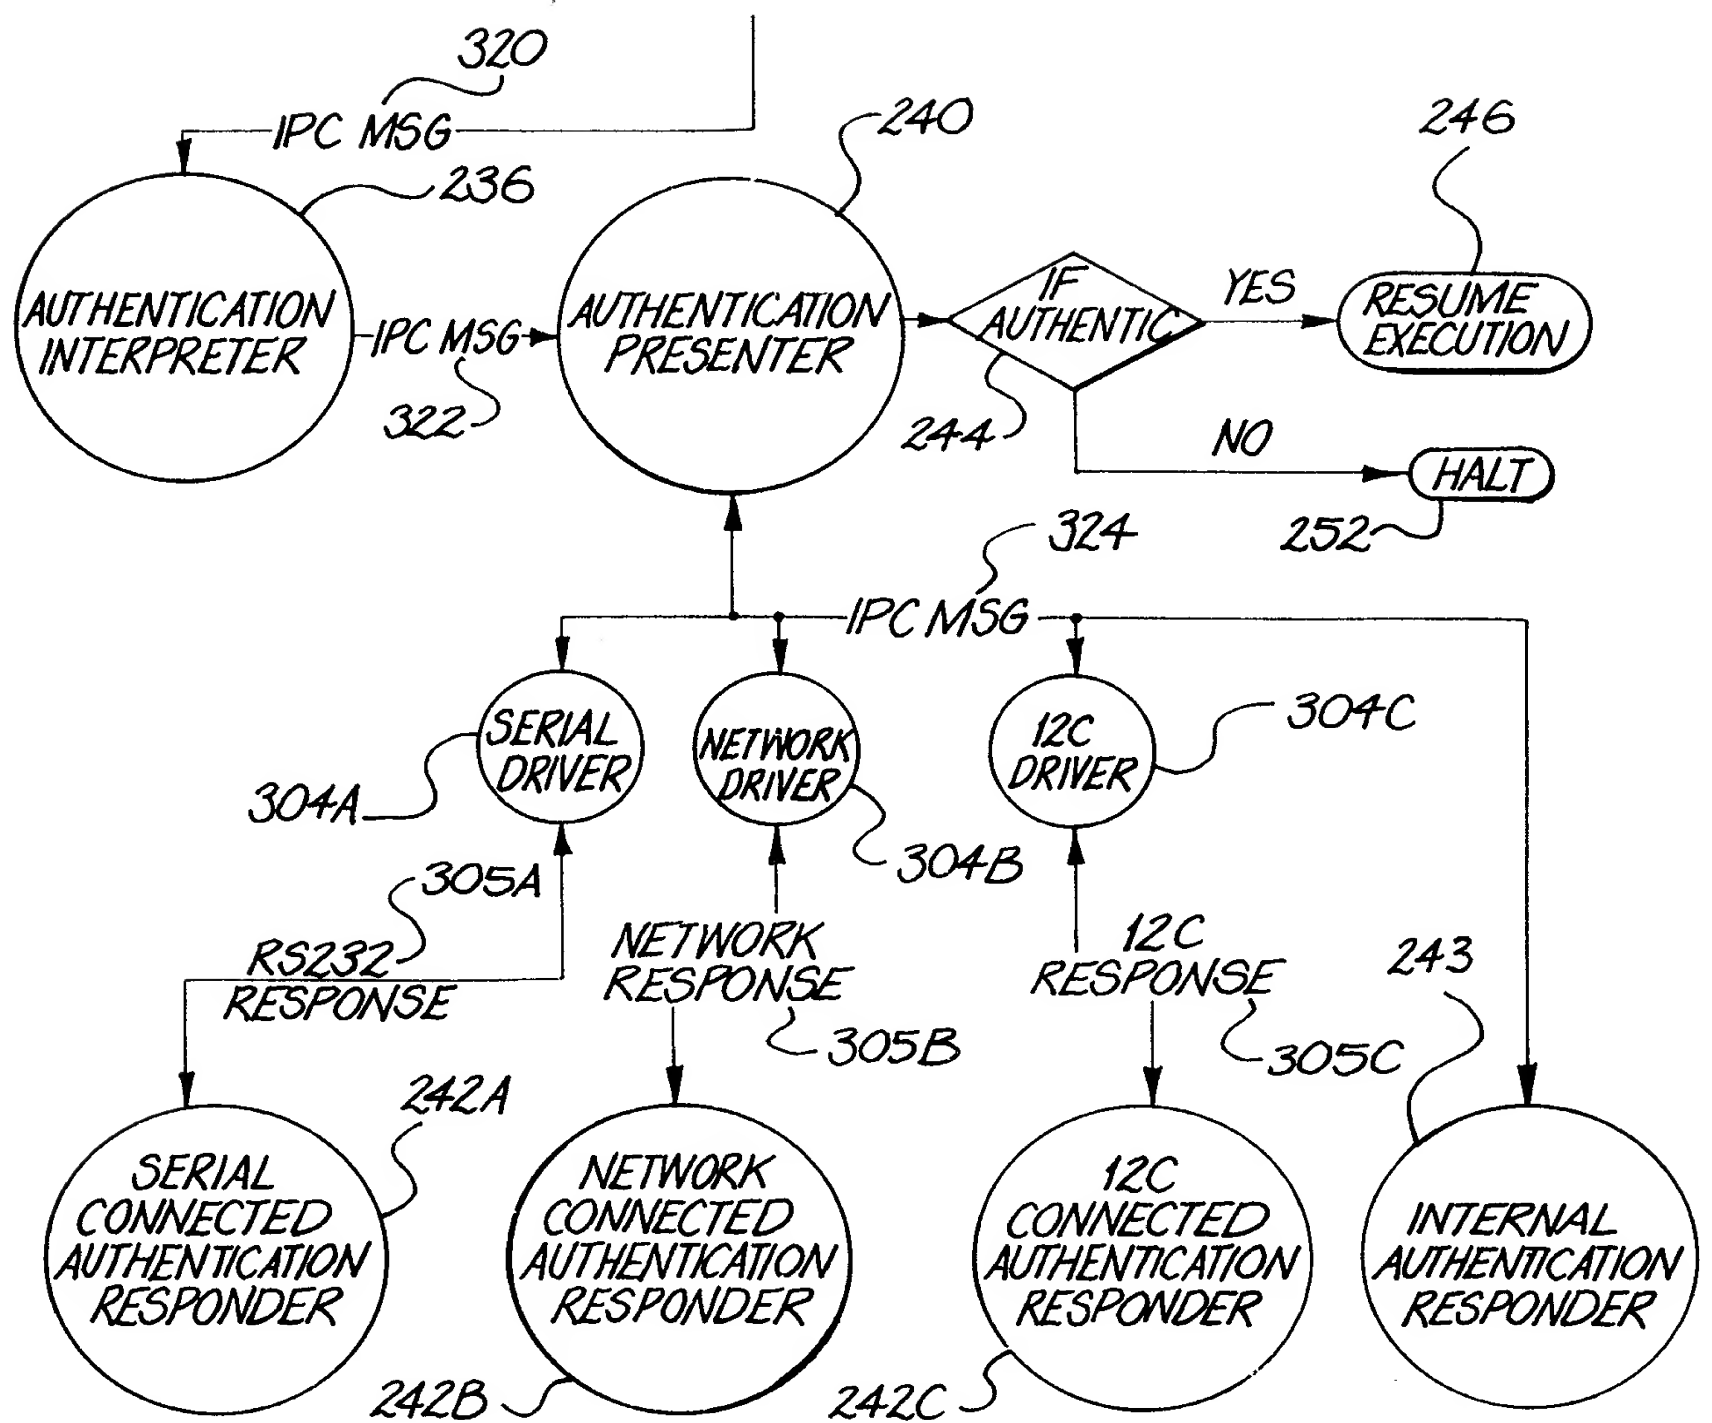 320
IPC MSG
240
246
236
AUTHENTICATION
INTERPRETER
IPC MSG
322
AUTHENTICATION
PRESENTER
IF
AUTHENTIC
244
YES
RESUME
EXECUTION
NO
HALT
252
324
IPC MSG
SERIAL
DRIVER
304A
NETWORK
DRIVER
304B
12C
DRIVER
304C
305A
RS232
RESPONSE
NETWORK
RESPONSE
305B
12C
RESPONSE
305C
243
242A
SERIAL
CONNECTED
AUTHENTICATION
RESPONDER
NETWORK
CONNECTED
AUTHENTICATION
RESPONDER
242B
12C
CONNECTED
AUTHENTICATION
RESPONDER
242C
INTERNAL
AUTHENTICATION
RESPONDER